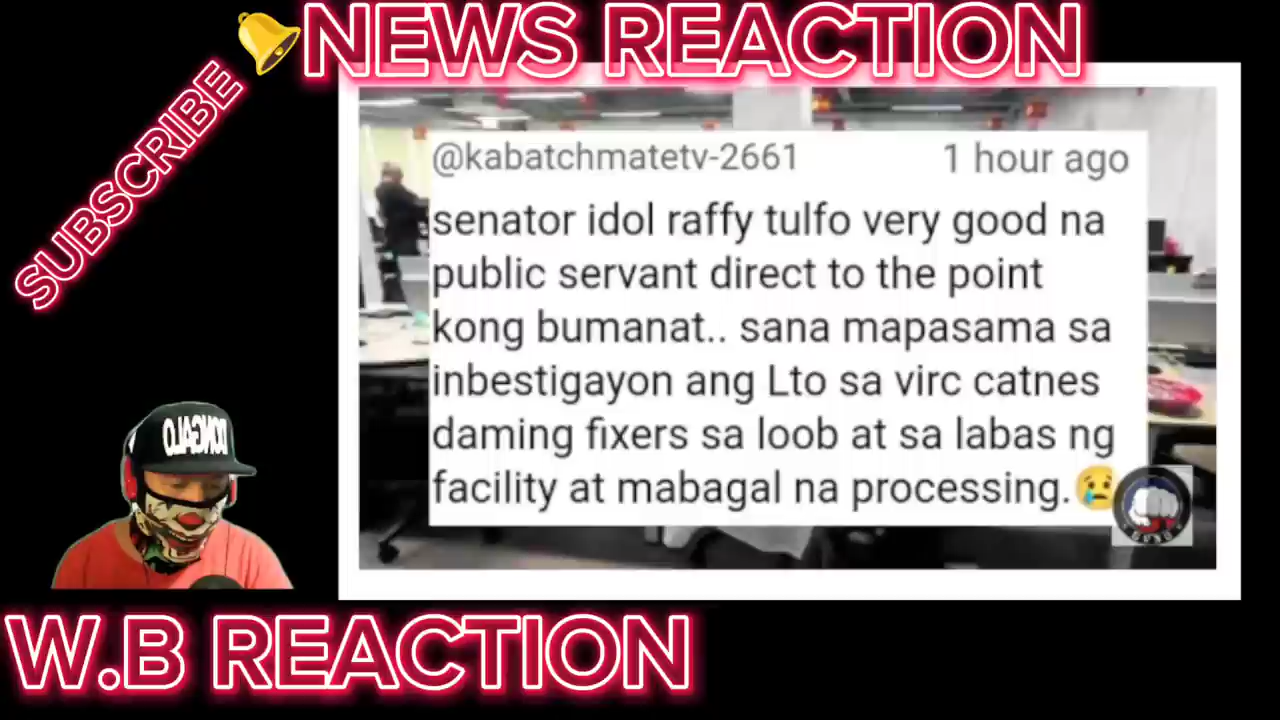 NEWS REACTION
SUBSCRIBE
@kabatchmatetv-2661 1 hour ago
senator idol raffy tulfo very good na
public servant direct to the point
kong bumanat.. sana mapasama sa
inbestigayon ang Lto sa virc catnes
daming fixers sa loob at sa labas ng
facility at mabagal na processing.😢
DONGALO
W.B REACTION